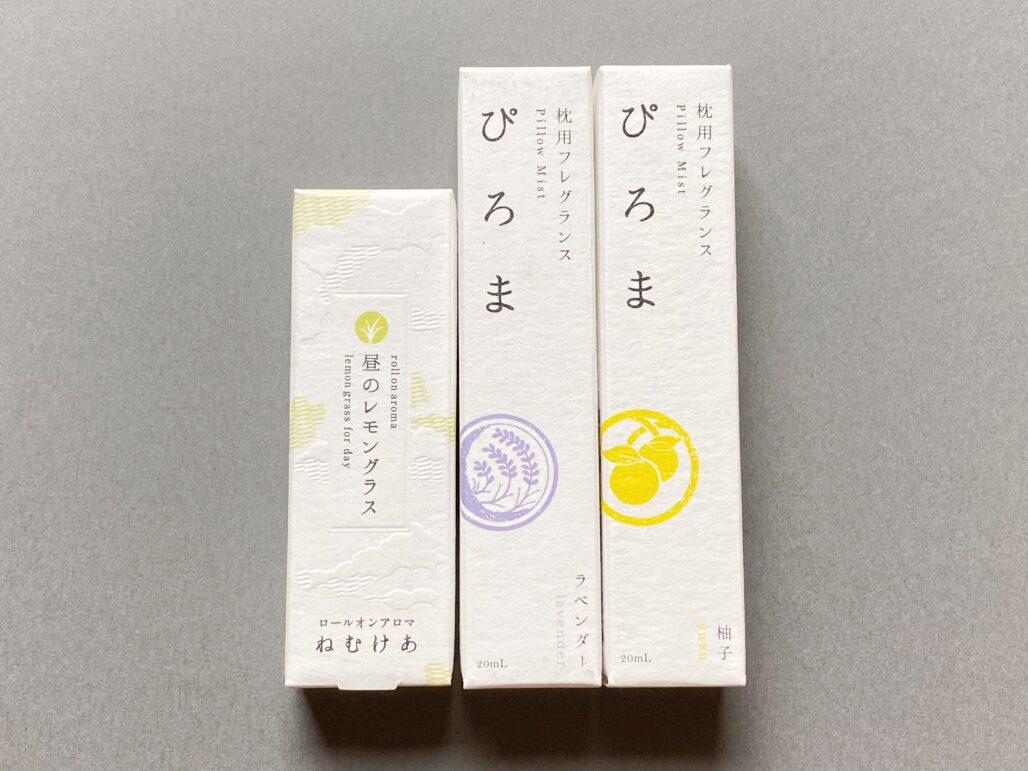 roll on aroma
昼のレモングラス
lemon grass for day
ロールオンアロマ
ねむけあ
枕用フレグランス
Pillow Mist
ぴろま
ラベンダー
lavender
20mL
枕用フレグランス
Pillow Mist
ぴろま
柚子
yuzu
20mL